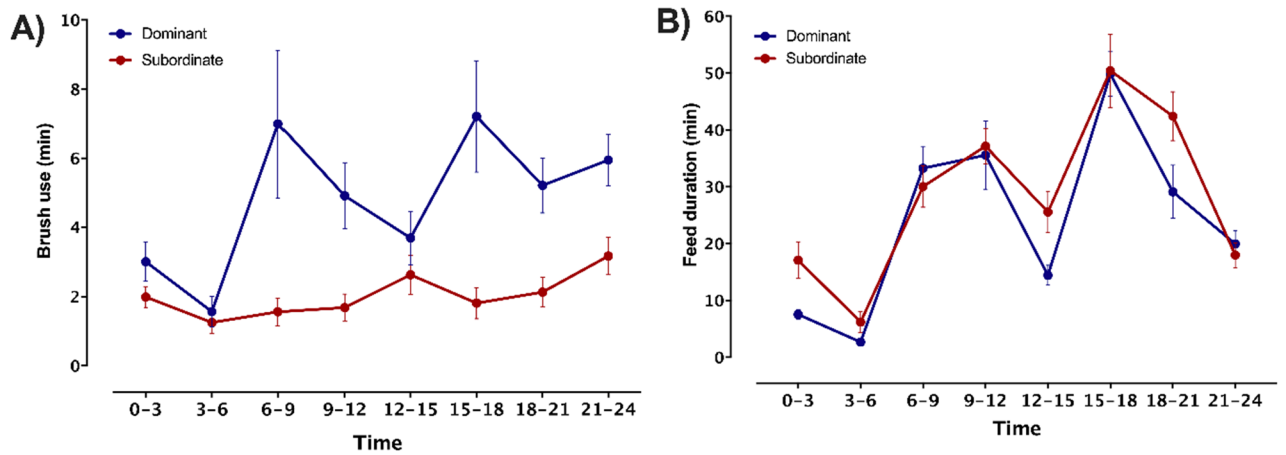 A)
Dominant
Subordinate
Brush use (min)
10
8
6
4
2
0
0-3 3-6 6-9 9-12 12-15 15-18 18-21 21-24
Time
B)
Dominant
Subordinate
Feed duration (min)
60
50
40
30
20
10
0
0-3 3-6 6-9 9-12 12-15 15-18 18-21 21-24
Time